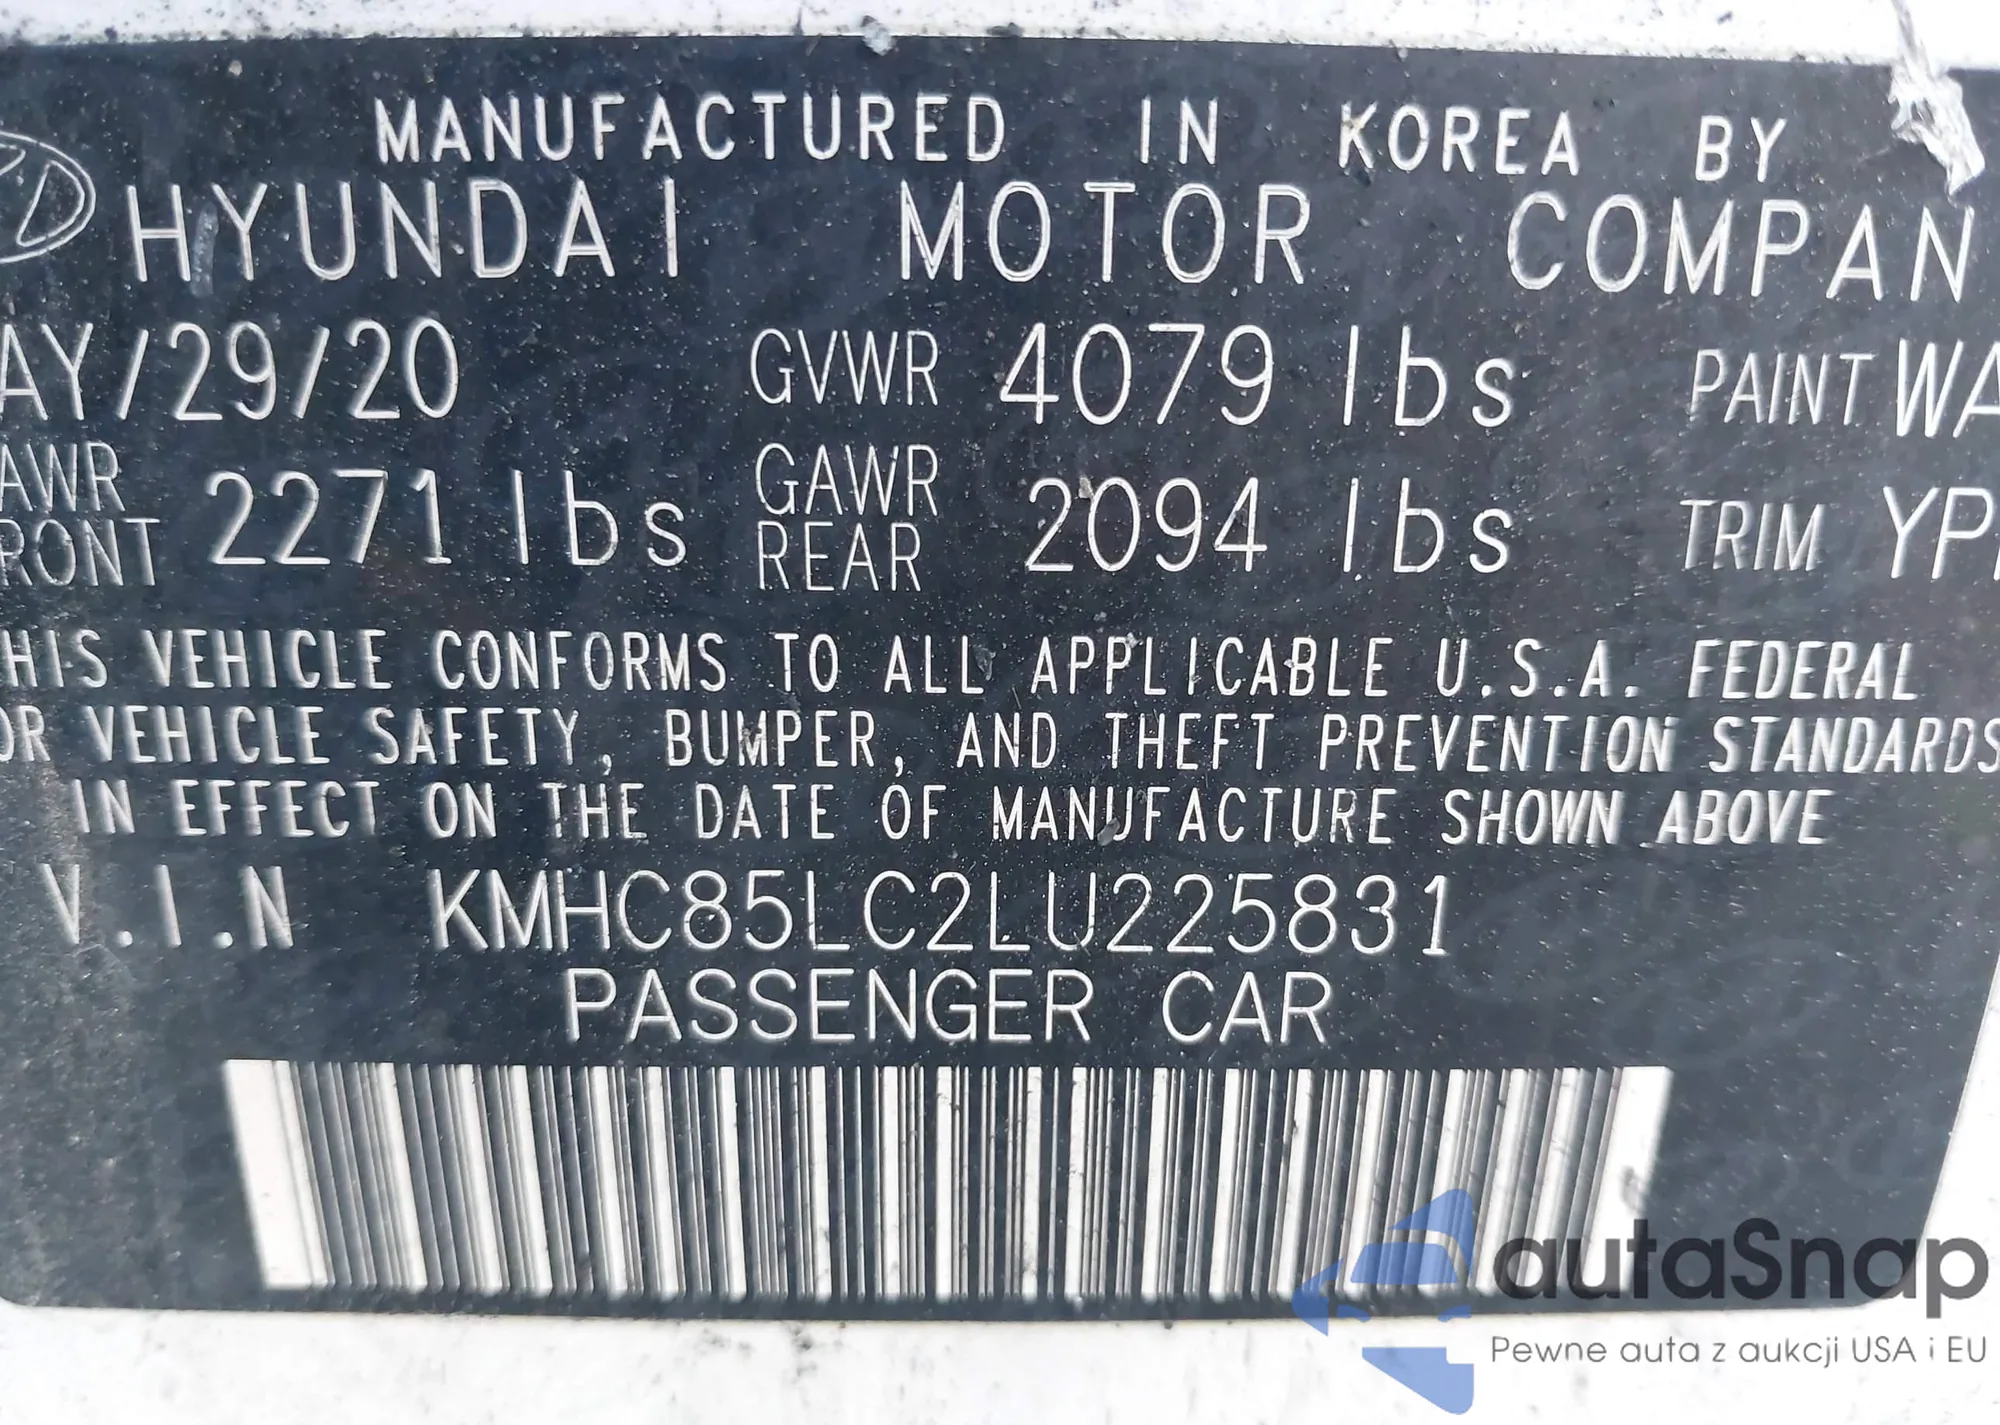 MANUFACTURED IN KOREA BY
HYUNDAI MOTOR COMPAN
AY/29/20 GVWR 4079 lbs PAINT WA
AWR RONT 2271 lbs GAWR REAR 2094 lbs TRIM YP
HIS VEHICLE CONFORMS TO ALL APPLICABLE U.S.A. FEDERAL
OR VEHICLE SAFETY, BUMPER, AND THEFT PREVENTION STANDARDS
IN EFFECT ON THE DATE OF MANUFACTURE SHOWN ABOVE
V.I.N KMHC85LC2LU225831
PASSENGER CAR
autaSnap
Pewne auta z aukcji USA i EU